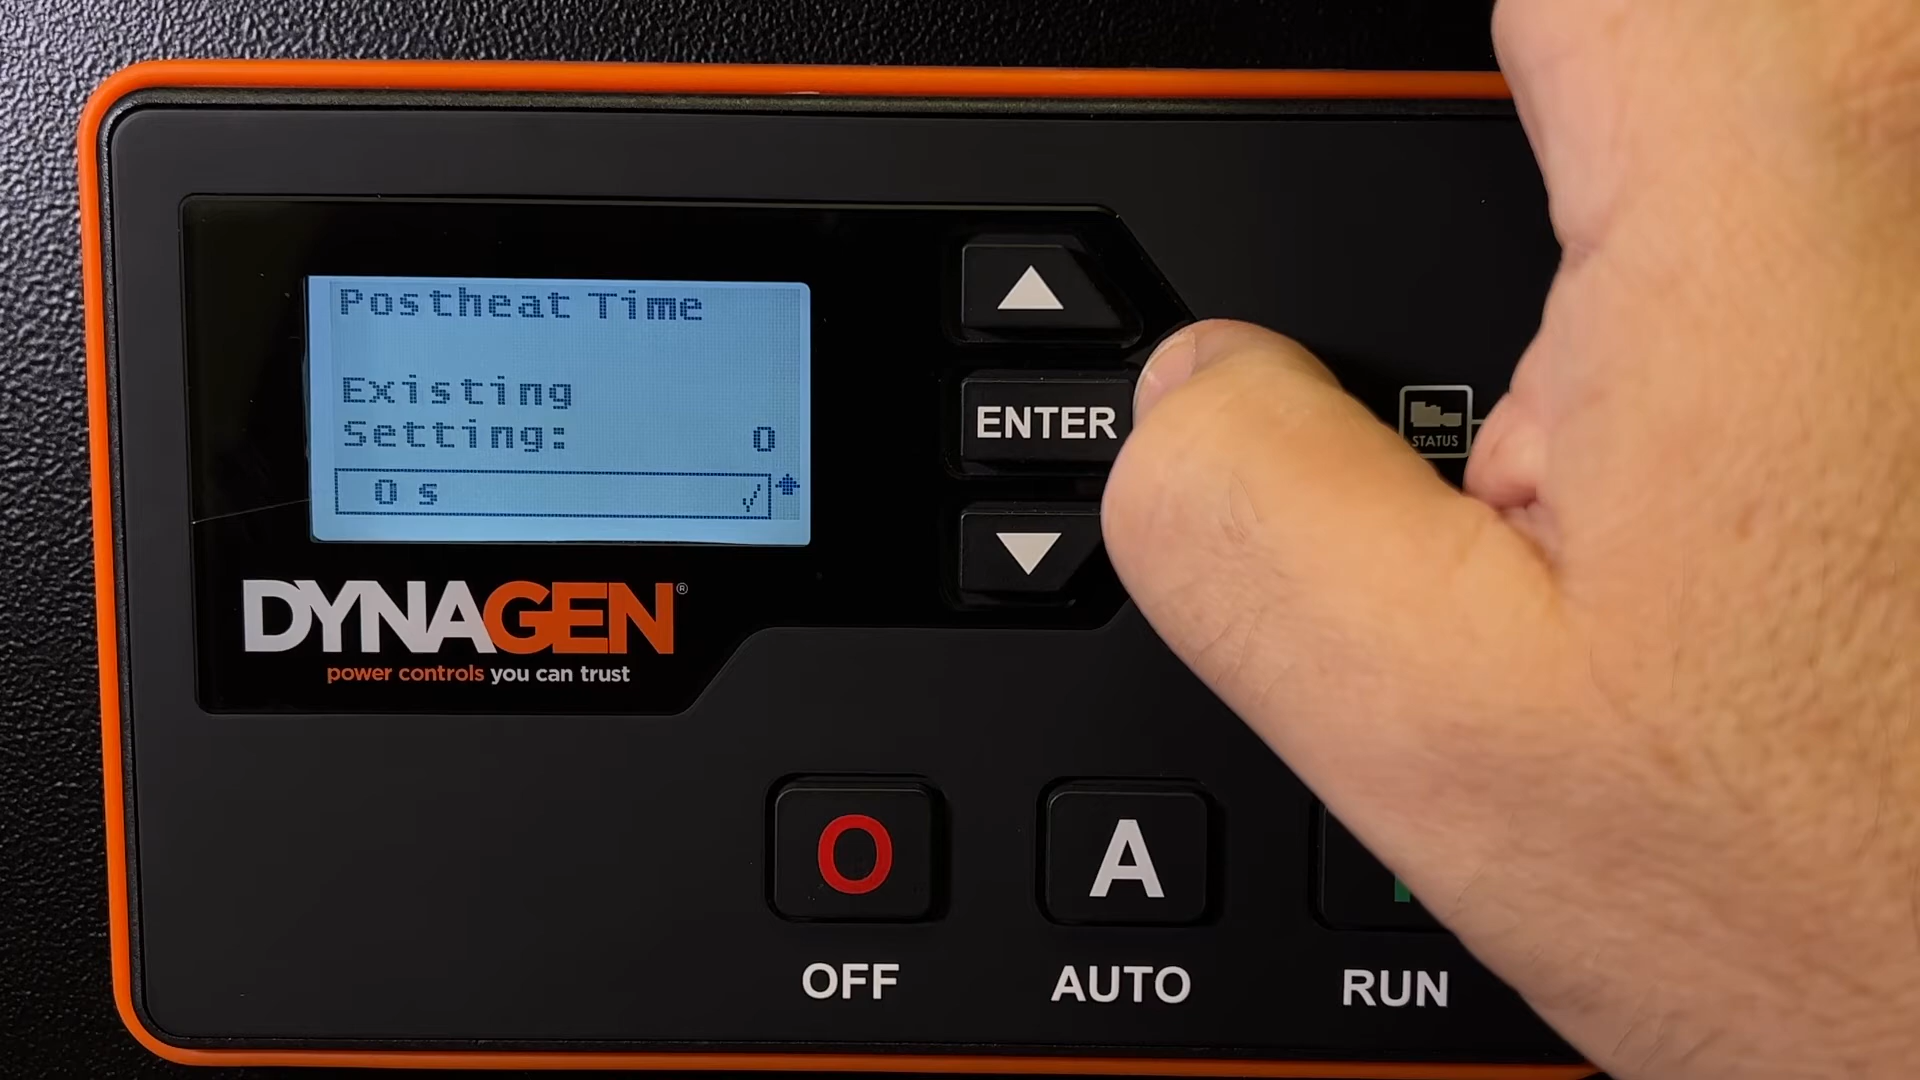 Postheat Time
Existing
Setting: 0
0 s
ENTER
STATUS
DYNAGEN®
power controls you can trust
O
A
OFF
AUTO
RUN